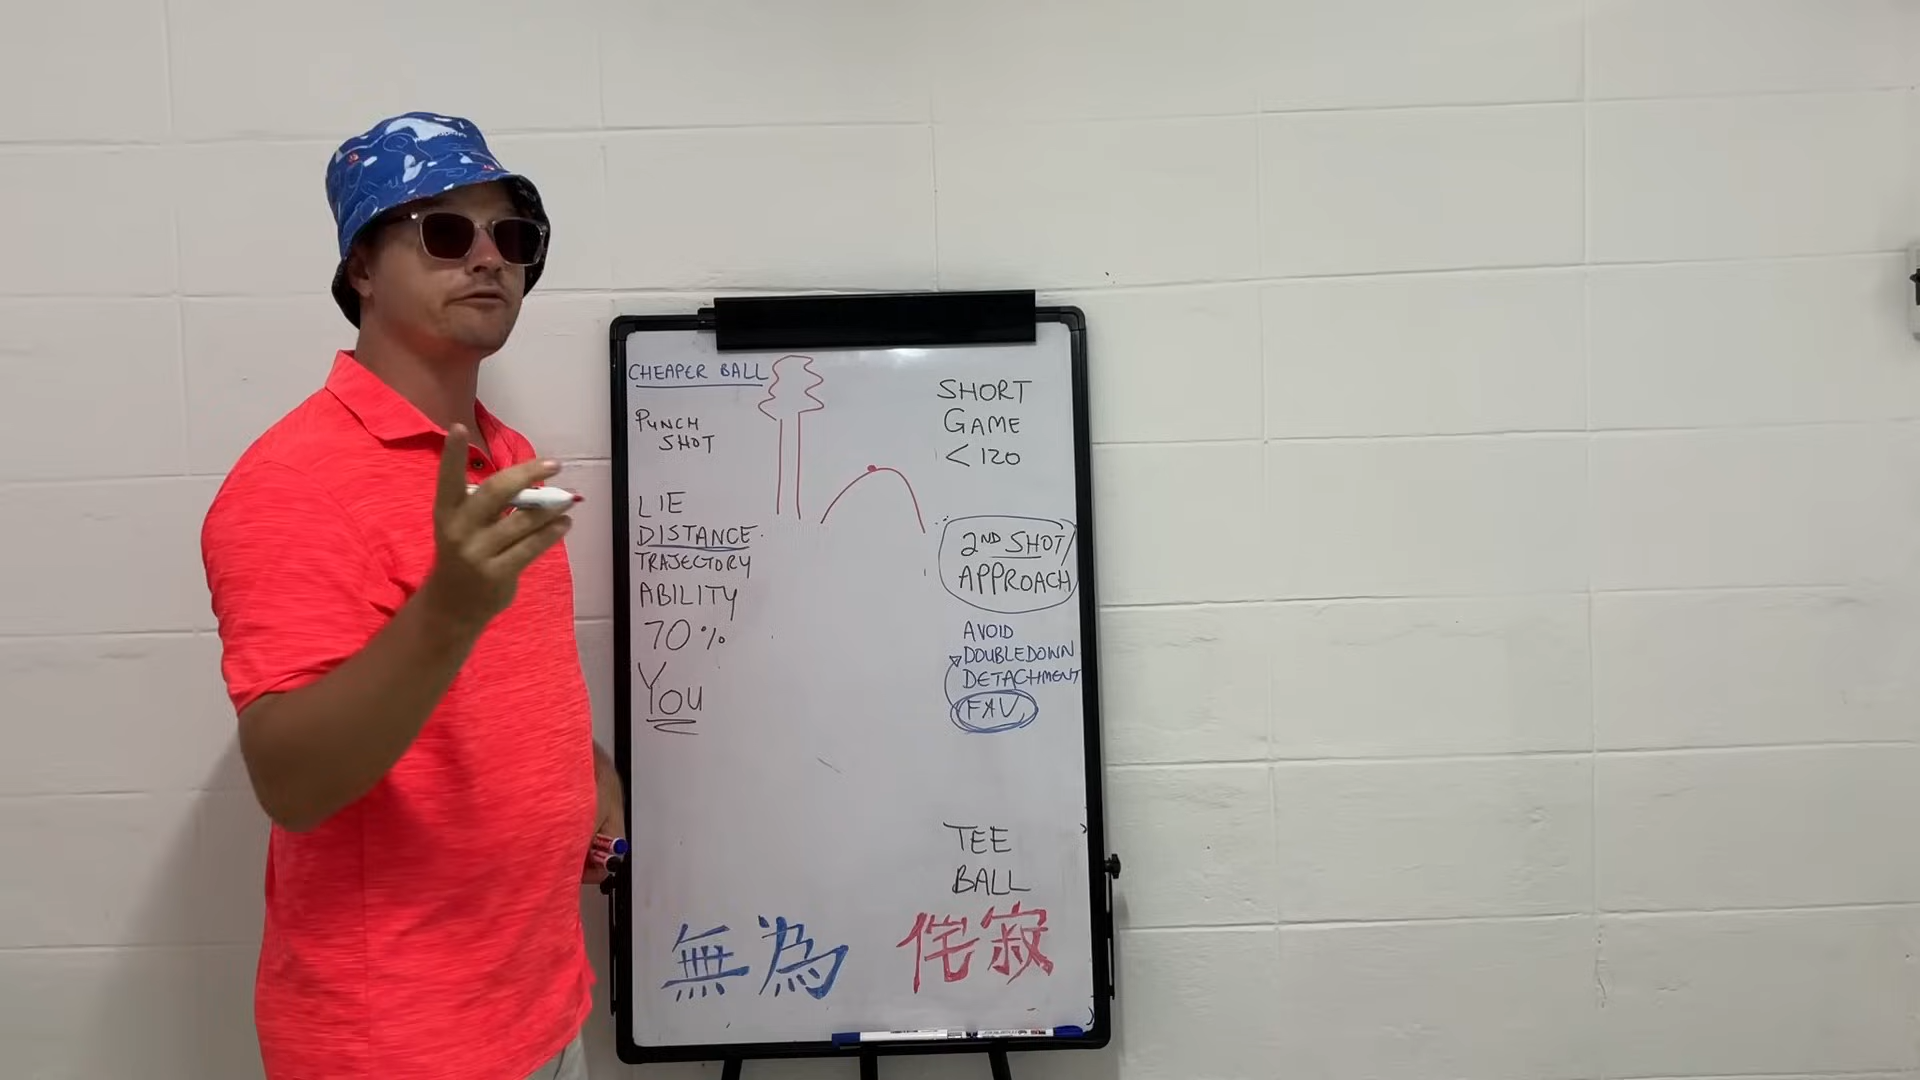 CHEAPER BALL
PUNCH
SHOT
LIE
DISTANCE
TRAJECTORY
ABILITY
70%
YOU
SHORT
GAME
<120
2ND SHOT/
APPROACH
AVOID
DOUBLEDOWN
DETACHMENT
FAV
TEE
BALL
無為 侘寂